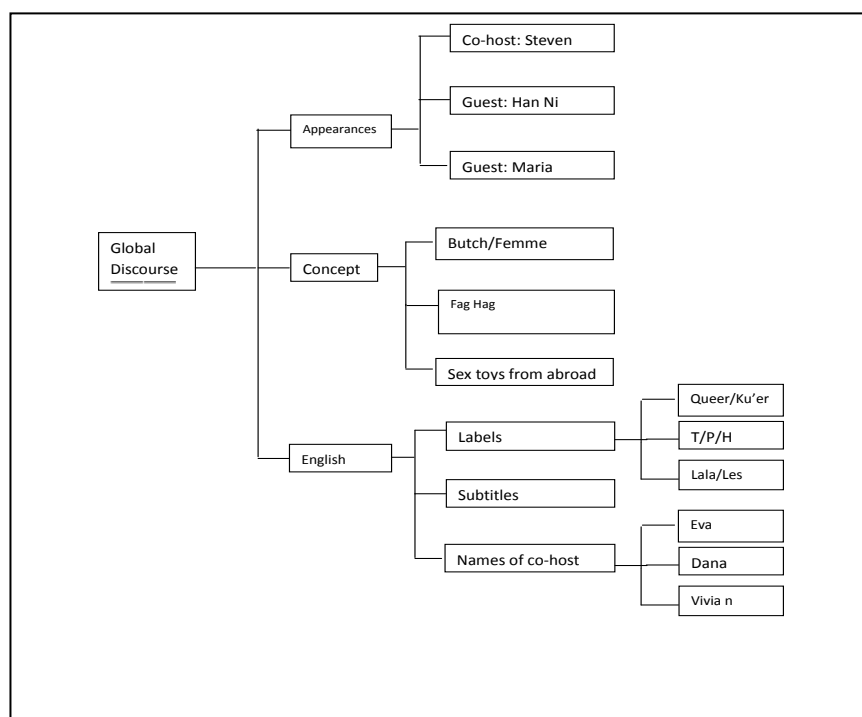 Global
Discourse
Appearances
Co-host: Steven
Guest: Han Ni
Guest: Maria
Concept
Butch/Femme
Fag Hag
Sex toys from abroad
English
Labels
Queer/Ku’er
T/P/H
Lala/Les
Subtitles
Names of co-host
Eva
Dana
Vivia n